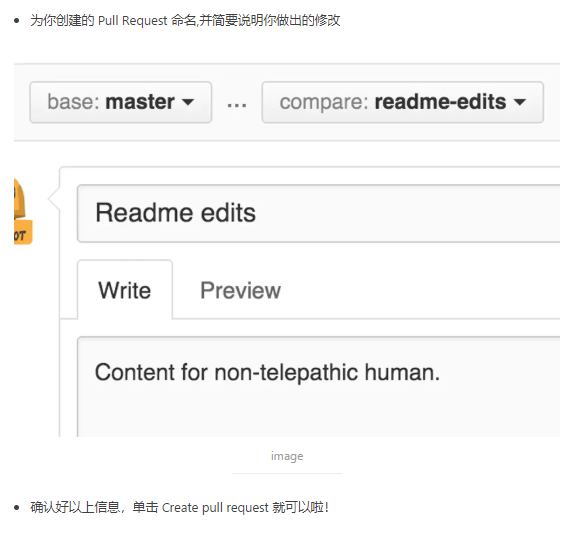 为你创建的 Pull Request 命名,并简要说明你做出的修改
base: master ... compare: readme-edits
Readme edits
OT
Write Preview
Content for non-telepathic human.
image
确认好以上信息，单击 Create pull request 就可以啦！